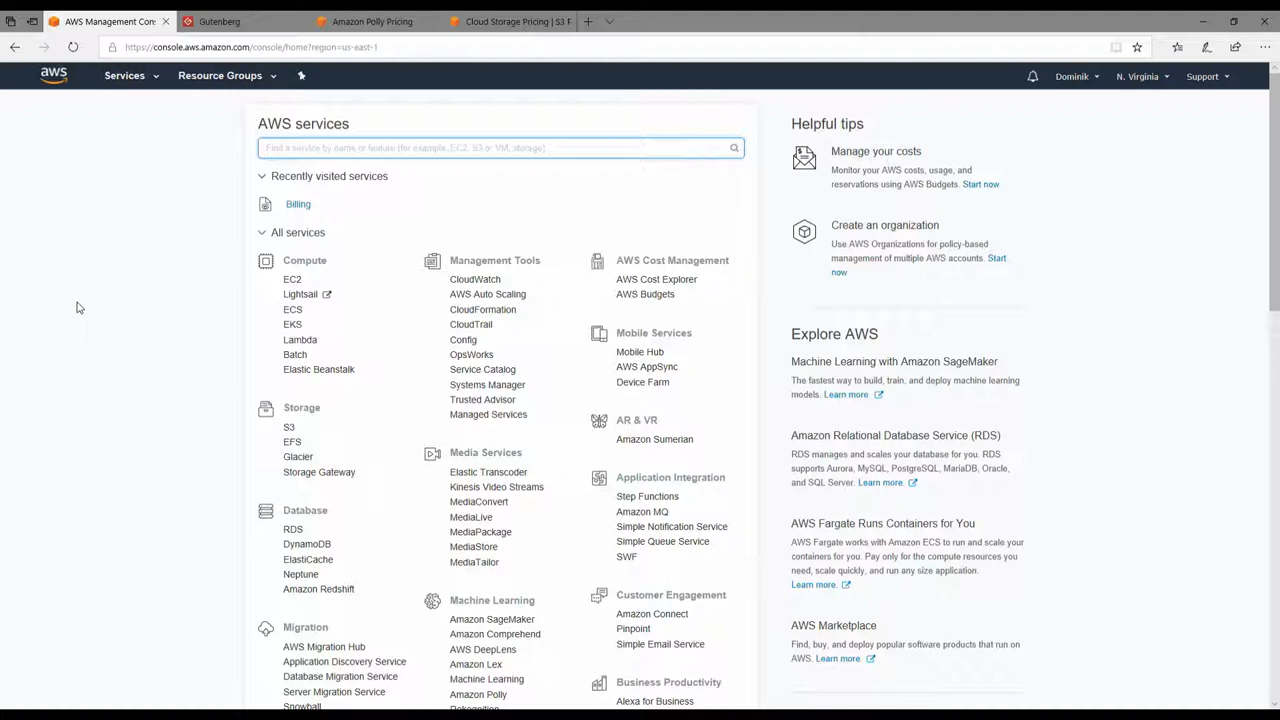 AWS Management Con
Gutenberg
Amazon Polly Pricing
Cloud Storage Pricing | S3 P
https://console.aws.amazon.com/console/home?region=us-east-1
aws
Services
Resource Groups
Dominik
N. Virginia
Support
AWS services
Find a service by name or feature (for example, EC2, S3 or VM, storage).
Recently visited services
Billing
All services
Compute
EC2
Lightsail
ECS
EKS
Lambda
Batch
Elastic Beanstalk
Storage
S3
EFS
Glacier
Storage Gateway
Database
RDS
DynamoDB
ElastiCache
Neptune
Amazon Redshift
Migration
AWS Migration Hub
Application Discovery Service
Database Migration Service
Server Migration Service
Snowball
Management Tools
CloudWatch
AWS Auto Scaling
CloudFormation
CloudTrail
Config
OpsWorks
Service Catalog
Systems Manager
Trusted Advisor
Managed Services
Media Services
Elastic Transcoder
Kinesis Video Streams
MediaConvert
MediaLive
MediaPackage
MediaStore
MediaTailor
Machine Learning
Amazon SageMaker
Amazon Comprehend
AWS DeepLens
Amazon Lex
Machine Learning
Amazon Polly
Rekognition
AWS Cost Management
AWS Cost Explorer
AWS Budgets
Mobile Services
Mobile Hub
AWS AppSync
Device Farm
AR & VR
Amazon Sumerian
Application Integration
Step Functions
Amazon MQ
Simple Notification Service
Simple Queue Service
SWF
Customer Engagement
Amazon Connect
Pinpoint
Simple Email Service
Business Productivity
Alexa for Business
Helpful tips
Manage your costs
Monitor your AWS costs, usage, and
reservations using AWS Budgets. Start now
Create an organization
Use AWS Organizations for policy-based
management of multiple AWS accounts. Start
now
Explore AWS
Machine Learning with Amazon SageMaker
The fastest way to build, train, and deploy machine learning
models. Learn more.
Amazon Relational Database Service (RDS)
RDS manages and scales your database for you. RDS
supports Aurora, MySQL, PostgreSQL, MariaDB, Oracle,
and SQL Server. Learn more.
AWS Fargate Runs Containers for You
AWS Fargate works with Amazon ECS to run and scale your
containers for you. Pay only for the compute resources you
need, scale quickly, and run any size application.
Learn more.
AWS Marketplace
Find, buy, and deploy popular software products that run on
AWS. Learn more.